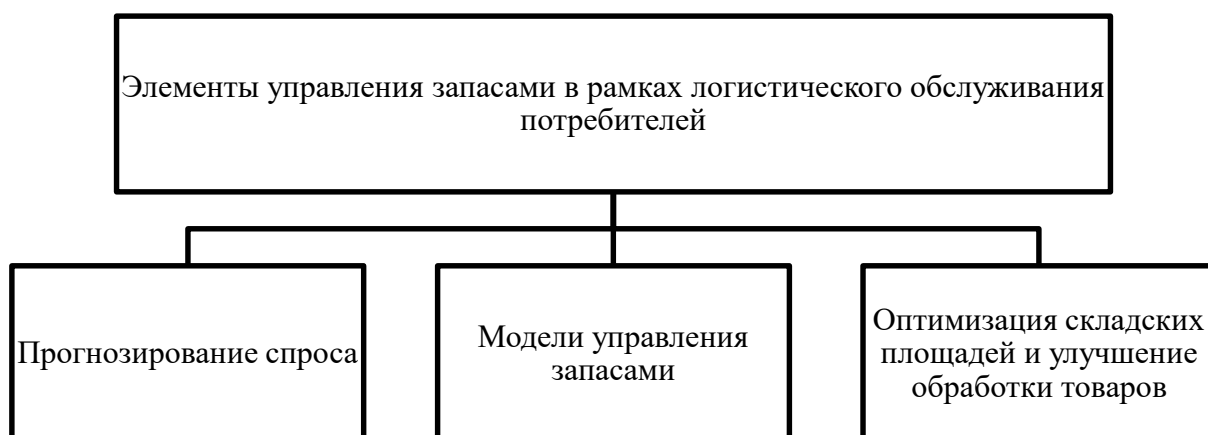 Элементы управления запасами в рамках логистического обслуживания
потребителей
Прогнозирование спроса
Модели управления
запасами
Оптимизация складских
площадей и улучшение
обработки товаров